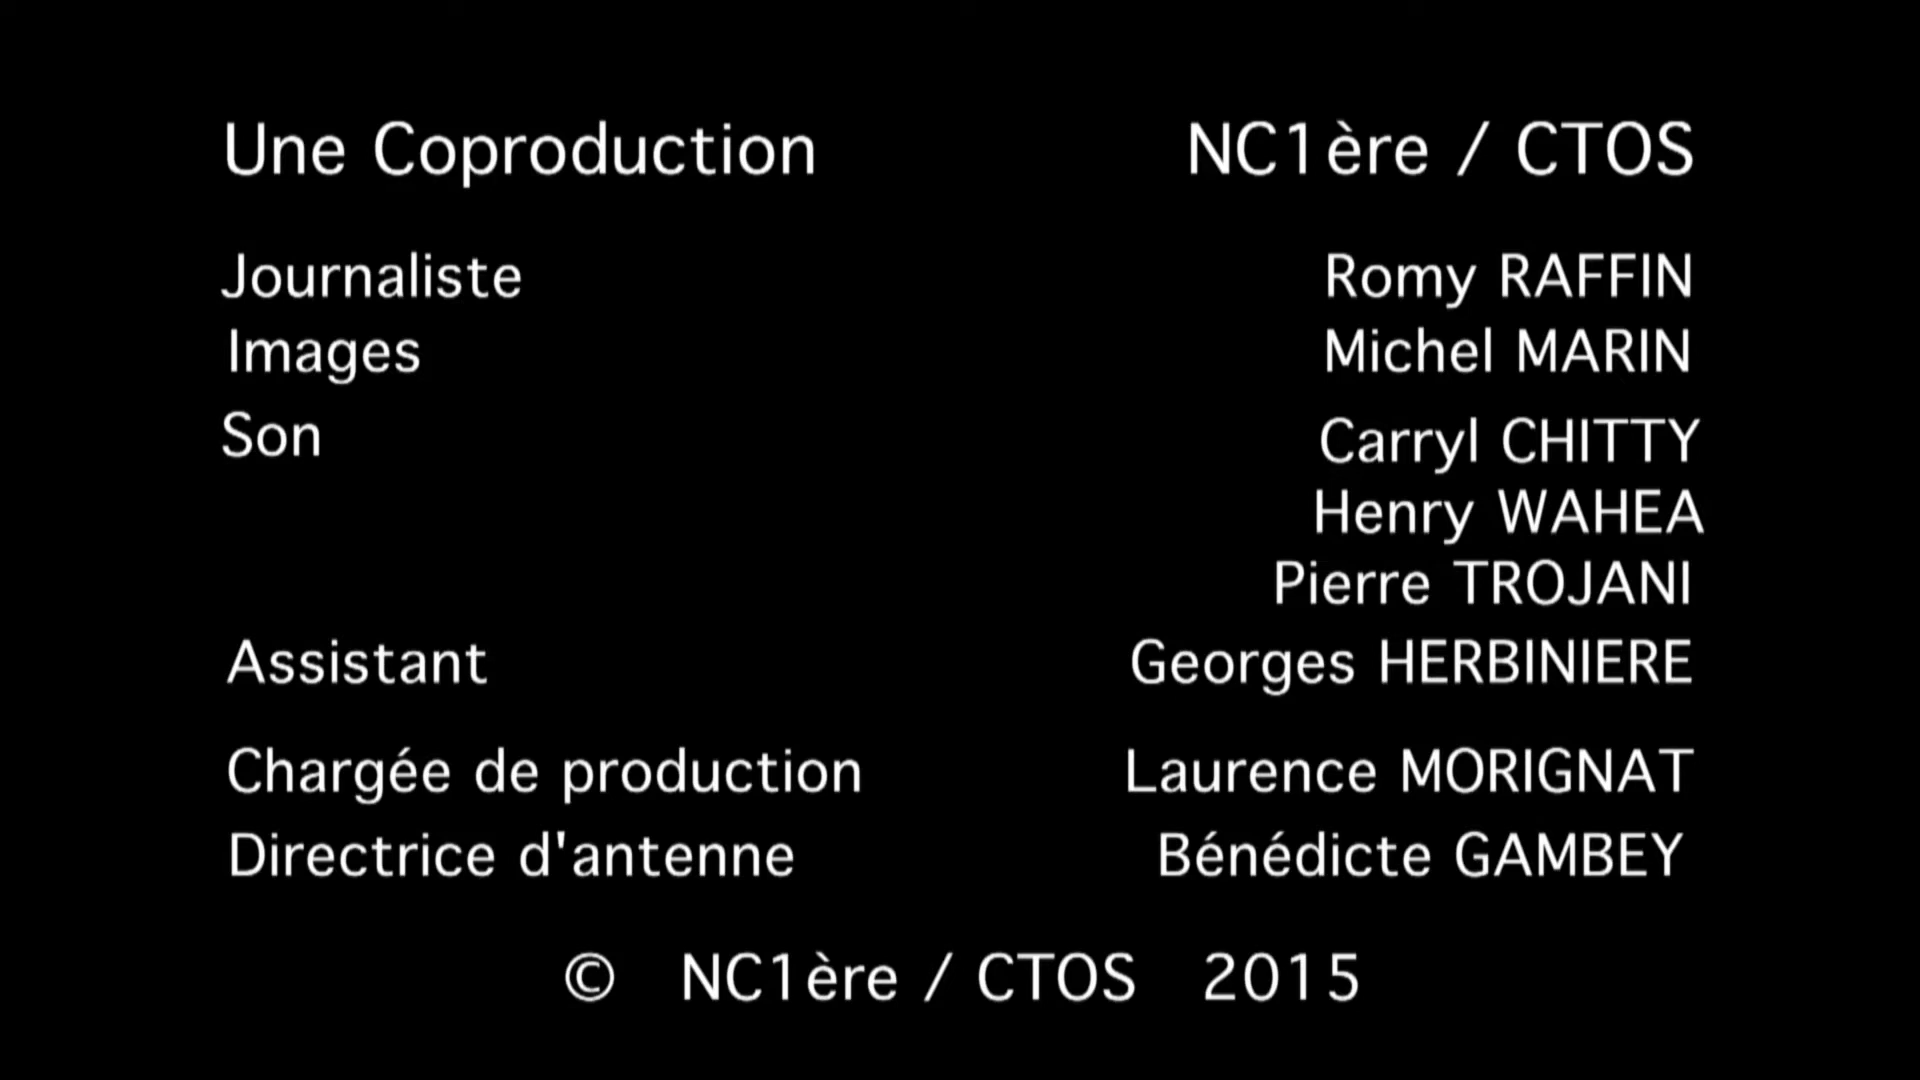 Une Coproduction NC1ère / CTOS
Journaliste Romy RAFFIN
Images Michel MARIN
Son Carryl CHITTY
Henry WAHEA
Pierre TROJANI
Assistant Georges HERBINIERE
Chargée de production Laurence MORIGNAT
Directrice d'antenne Bénédicte GAMBEY
© NC1ère / CTOS 2015